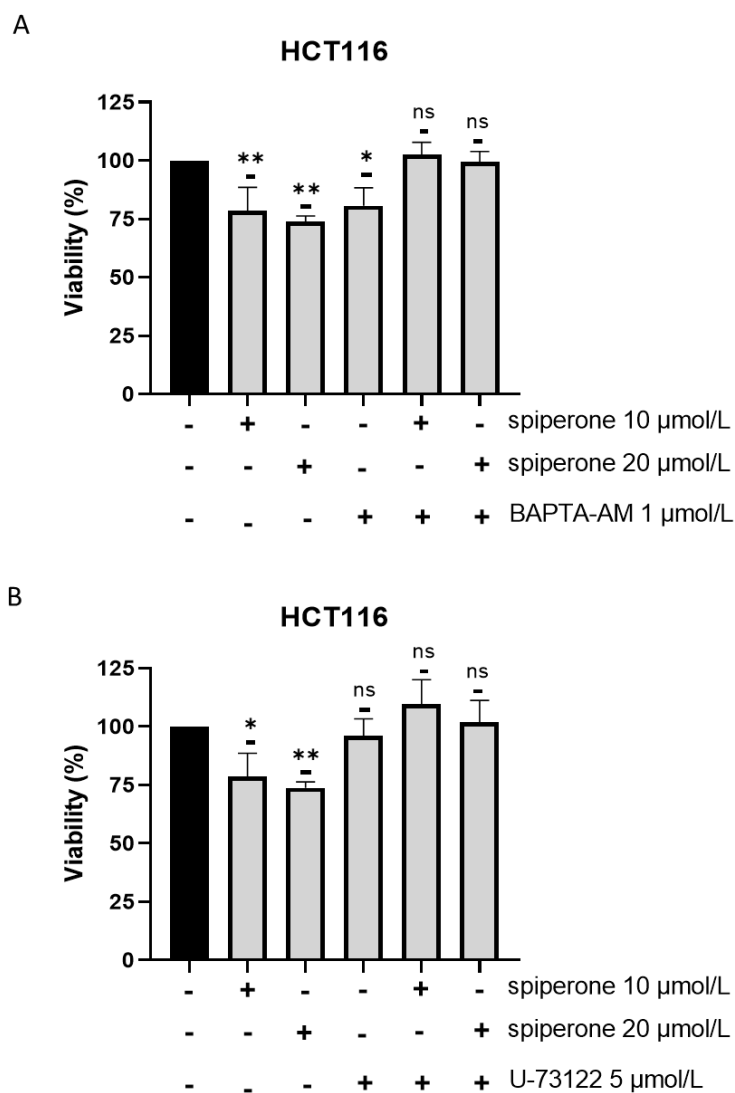 A
HCT116
Viability (%)
125
100
75
50
25
0
** ** * ns ns
- + - - + - spiperone 10 µmol/L
- - + - - + spiperone 20 µmol/L
- - - + + + BAPTA-AM 1 µmol/L
B
HCT116
Viability (%)
125
100
75
50
25
0
* ** ns ns ns
- + - - + - spiperone 10 µmol/L
- - + - - + spiperone 20 µmol/L
- - - + + + U-73122 5 µmol/L